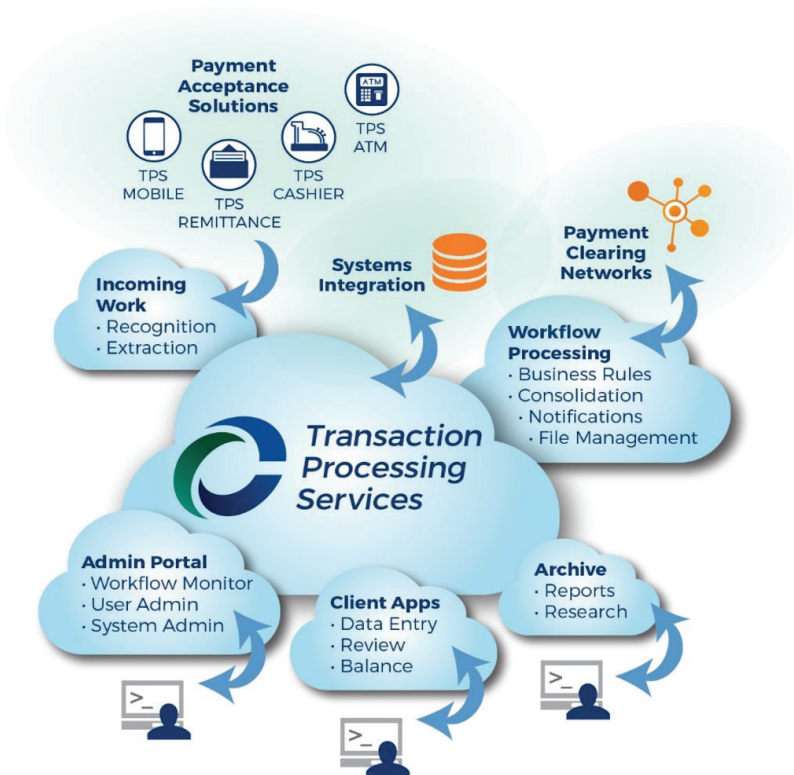 Payment
Acceptance
Solutions
ATM
TPS
ATM
TPS
MOBILE
TPS
REMITTANCE
TPS
CASHIER
Incoming
Work
· Recognition
· Extraction
Systems
Integration
Payment
Clearing
Networks
Workflow
Processing
· Business Rules
· Consolidation
· Notifications
· File Management
Transaction
Processing
Services
Admin Portal
· Workflow Monitor
· User Admin
· System Admin
Client Apps
· Data Entry
· Review
· Balance
Archive
· Reports
· Research
>_
>_
>_